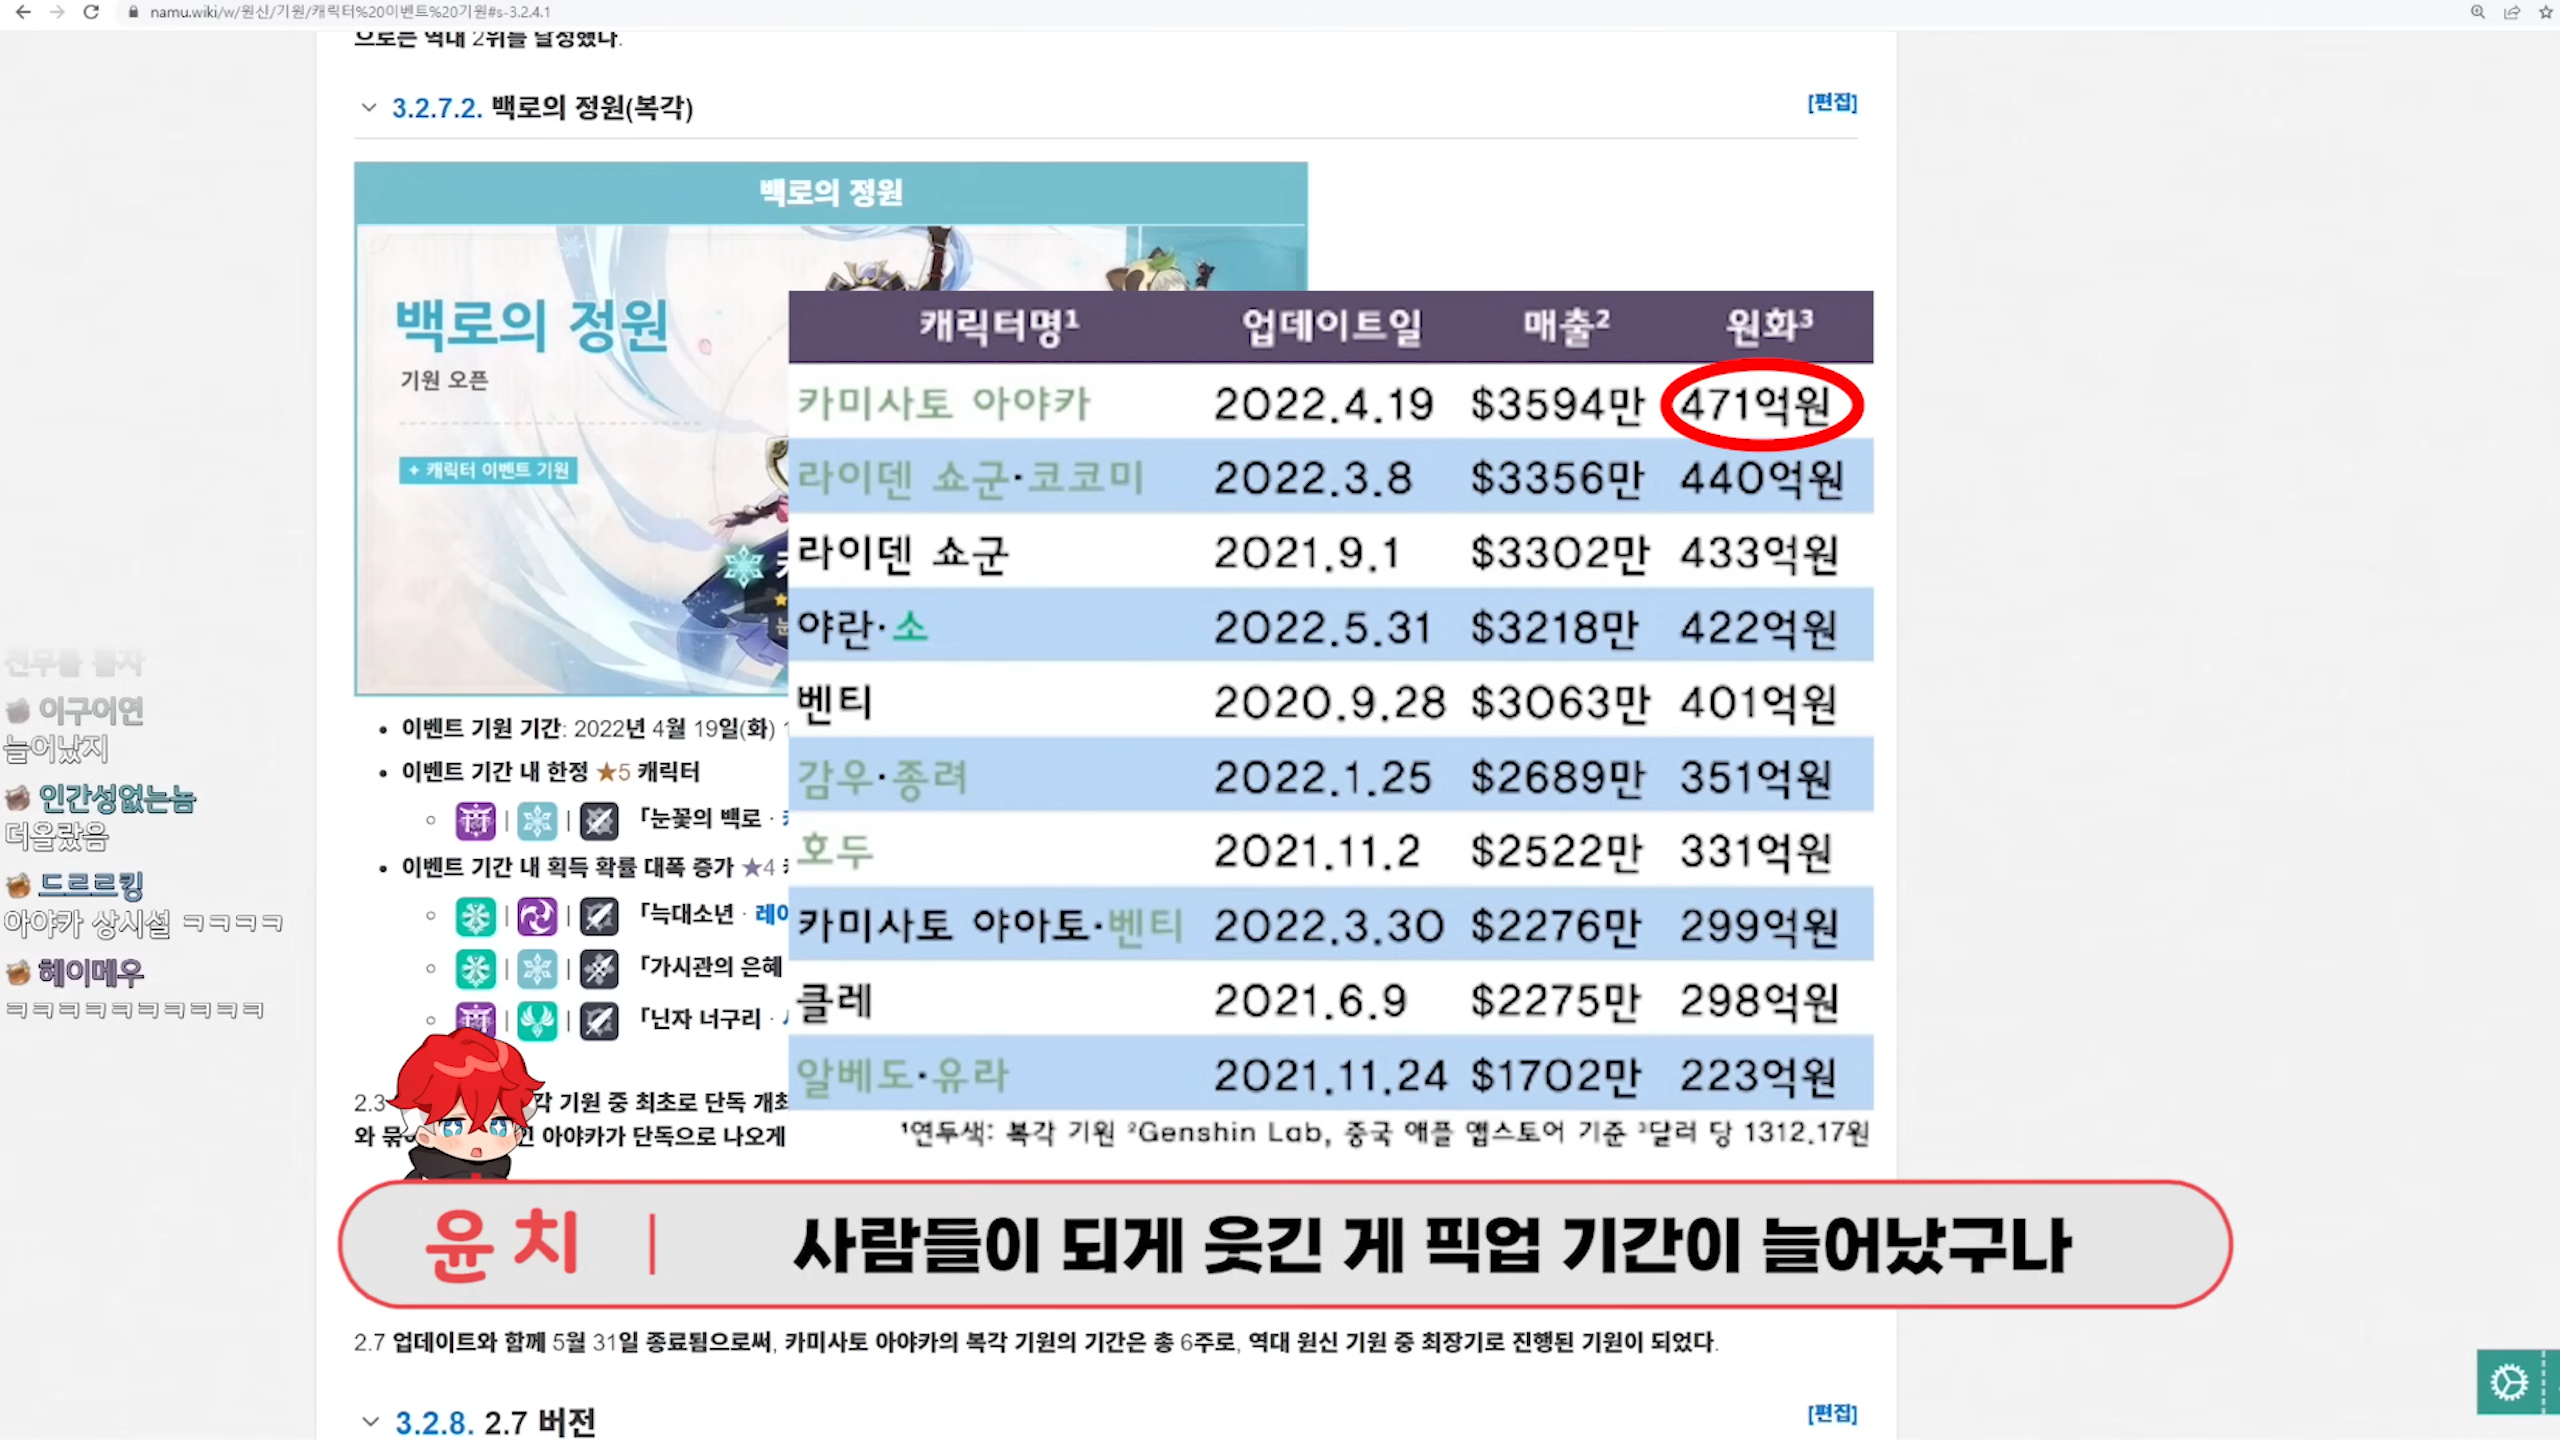 namu.wiki/w/원신/기원/캐릭터%20이벤트%20기원#s-3.2.4.1
으로는 역대 2위를 달성했다.
3.2.7.2. 백로의 정원(복각)
[편집]
백로의 정원
백로의 정원
기원 오픈
+ 캐릭터 이벤트 기원
캐릭터명¹ 업데이트일 매출² 원화³
카미사토 아야카 2022.4.19 $3594만 471억원
라이덴 쇼군·코코미 2022.3.8 $3356만 440억원
라이덴 쇼군 2021.9.1 $3302만 433억원
야란·소 2022.5.31 $3218만 422억원
벤티 2020.9.28 $3063만 401억원
감우·종려 2022.1.25 $2689만 351억원
호두 2021.11.2 $2522만 331억원
카미사토 야아토·벤티 2022.3.30 $2276만 299억원
클레 2021.6.9 $2275만 298억원
알베도·유라 2021.11.24 $1702만 223억원
¹연두색: 복각 기원 ²Genshin Lab, 중국 애플 앱스토어 기준 ³달러 당 1312.17원
• 이벤트 기원 기간: 2022년 4월 19일(화)
• 이벤트 기간 내 한정 ★5 캐릭터
「눈꽃의 백로 ·
• 이벤트 기간 내 획득 확률 대폭 증가 ★4
「늑대소년 · 레이
「가시관의 은혜
「닌자 너구리 ·
2.3 각 기원 중 최초로 단독 개최
와 묶 인 아야카가 단독으로 나오게
이구어연
늘어났지
인간성없는놈
더올랐음
드르르킹
아야카 상시설 ㅋㅋㅋㅋ
헤이메우
ㅋㅋㅋㅋㅋㅋㅋㅋㅋㅋ
윤치 | 사람들이 되게 웃긴 게 픽업 기간이 늘어났구나
2.7 업데이트와 함께 5월 31일 종료됨으로써, 카미사토 아야카의 복각 기원의 기간은 총 6주로, 역대 원신 기원 중 최장기로 진행된 기원이 되었다.
3.2.8. 2.7 버전
[편집]